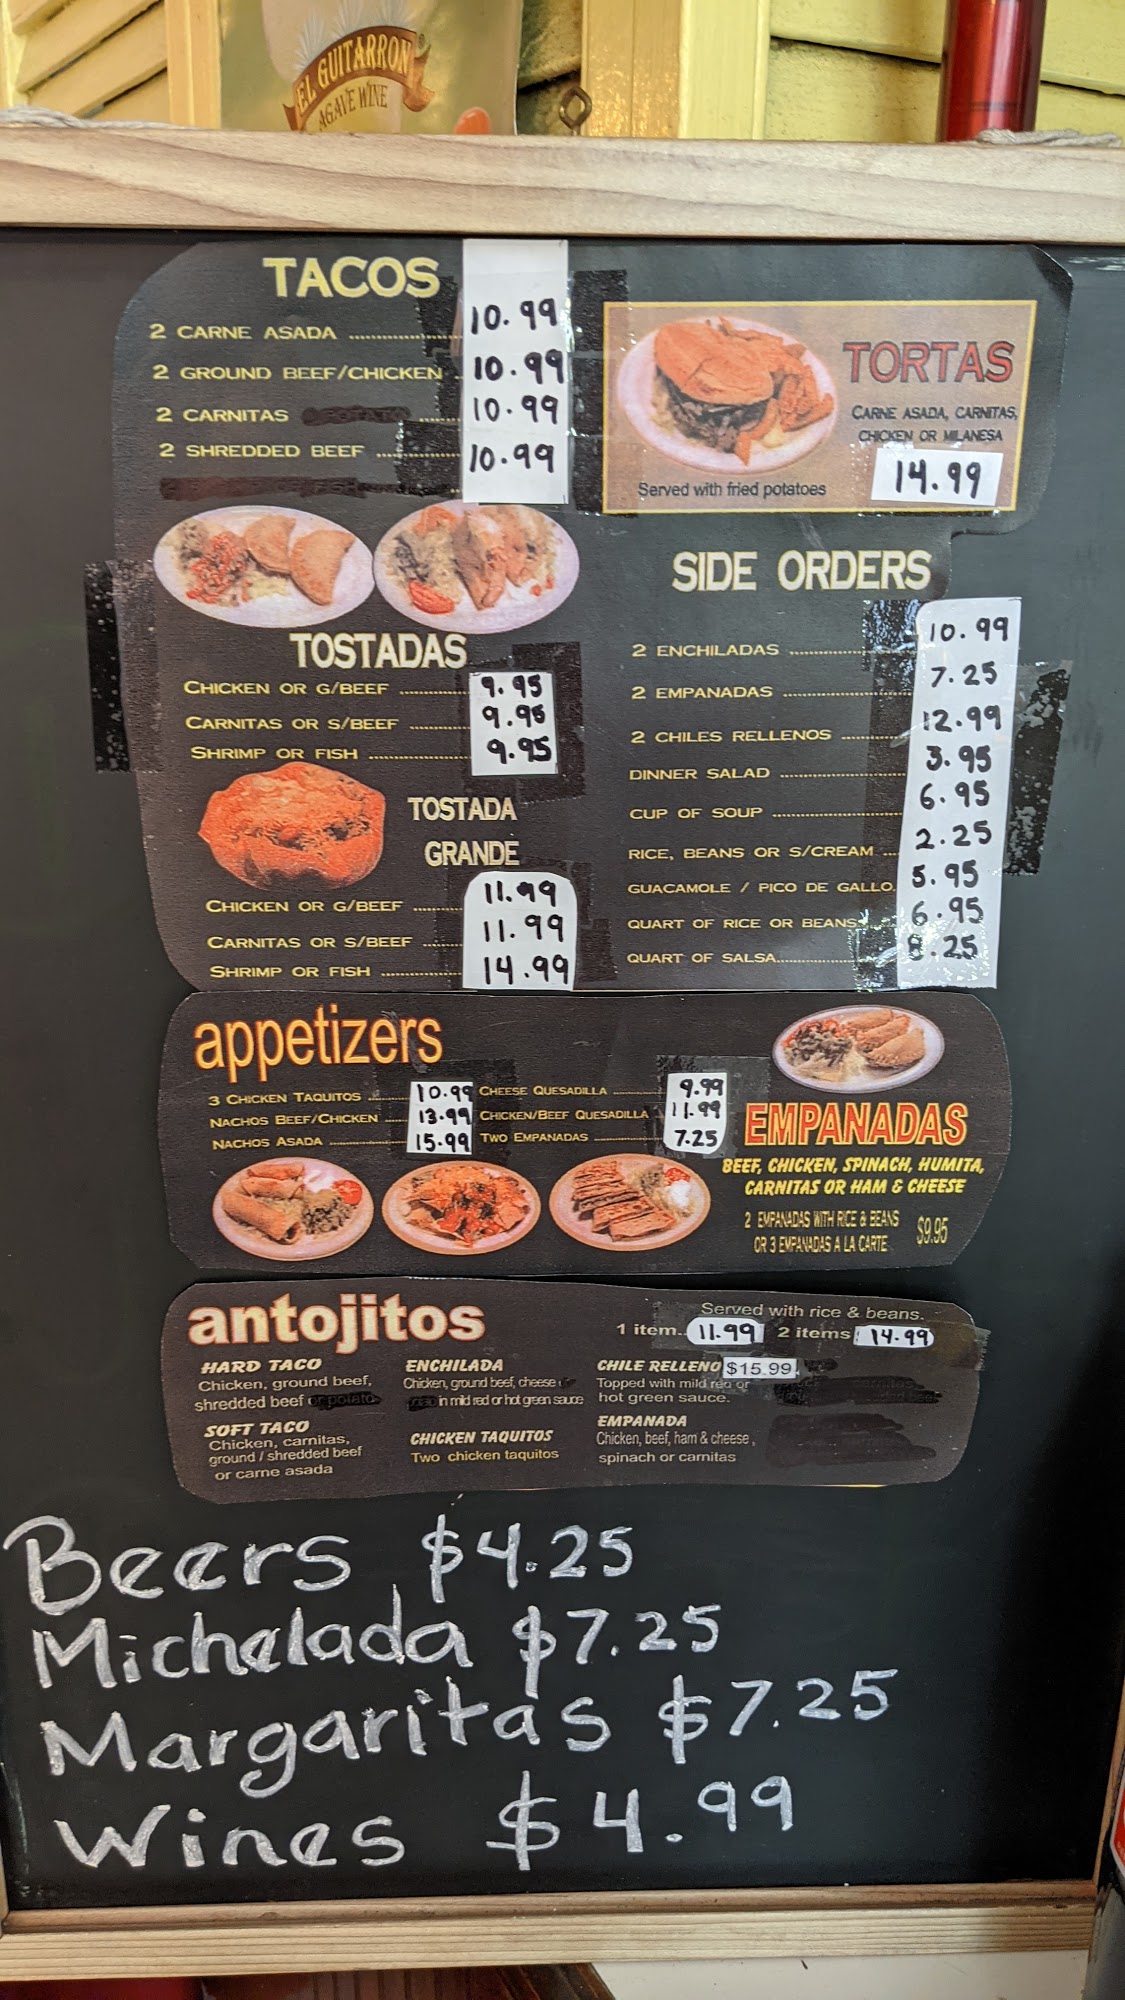 EL GUITARRON
AGAVE WINE
TACOS
2 CARNE ASADA 10.99
2 GROUND BEEF/CHICKEN 10.99
2 CARNITAS 10.99
2 SHREDDED BEEF 10.99
TORTAS
CARNE ASADA, CARNITAS,
CHICKEN OR MILANESA
14.99
Served with fried potatoes
TOSTADAS
CHICKEN OR G/BEEF 9.95
CARNITAS OR S/BEEF 9.95
SHRIMP OR FISH 9.95
TOSTADA
GRANDE
CHICKEN OR G/BEEF 11.99
CARNITAS OR S/BEEF 11.99
SHRIMP OR FISH 14.99
SIDE ORDERS
2 ENCHILADAS 10.99
2 EMPANADAS 7.25
2 CHILES RELLENOS 12.99
DINNER SALAD 3.95
CUP OF SOUP 6.95
RICE, BEANS OR S/CREAM 2.25
GUACAMOLE / PICO DE GALLO 5.95
QUART OF RICE OR BEANS 6.95
QUART OF SALSA 8.25
appetizers
3 CHICKEN TAQUITOS 10.99
NACHOS BEEF/CHICKEN 13.99
NACHOS ASADA 15.99
CHEESE QUESADILLA 9.99
CHICKEN/BEEF QUESADILLA 11.99
TWO EMPANADAS 7.25
EMPANADAS
BEEF, CHICKEN, SPINACH, HUMITA,
CARNITAS OR HAM & CHEESE
2 EMPANADAS WITH RICE & BEANS
OR 3 EMPANADAS A LA CARTE $9.95
antojitos
Served with rice & beans.
1 item 11.99 2 items 14.99
HARD TACO
Chicken, ground beef,
shredded beef or potato
SOFT TACO
Chicken, carnitas,
ground / shredded beef
or carne asada
ENCHILADA
Chicken, ground beef, cheese
in mild red or hot green sauce
CHICKEN TAQUITOS
Two chicken taquitos
CHILE RELLENO $15.99
Topped with mild red or
hot green sauce.
EMPANADA
Chicken, beef, ham & cheese,
spinach or carnitas
Beers $4.25
Michelada $7.25
Margaritas $7.25
Wines $4.99